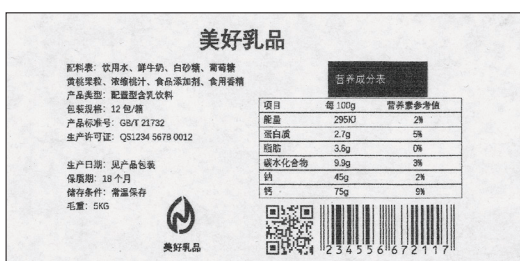 美好乳品
配料表：饮用水、鲜牛奶、白砂糖、葡萄糖
黄桃果粒、浓缩桃汁、食品添加剂、食用香精
产品类型：配置型含乳饮料
包装规格：12 包/箱
产品标准号：GB/T 21732
生产许可证：QS1234 5678 0012
生产日期：见产品包装
保质期：18 个月
储存条件：常温保存
毛重：5KG
美好乳品
营养成分表
项目 每 100g 营养素参考值
能量 295KJ 2%
蛋白质 2.7g 5%
脂肪 3.6g 0%
碳水化合物 9.9g 3%
钠 45g 2%
钙 75g 9%
234556 672117